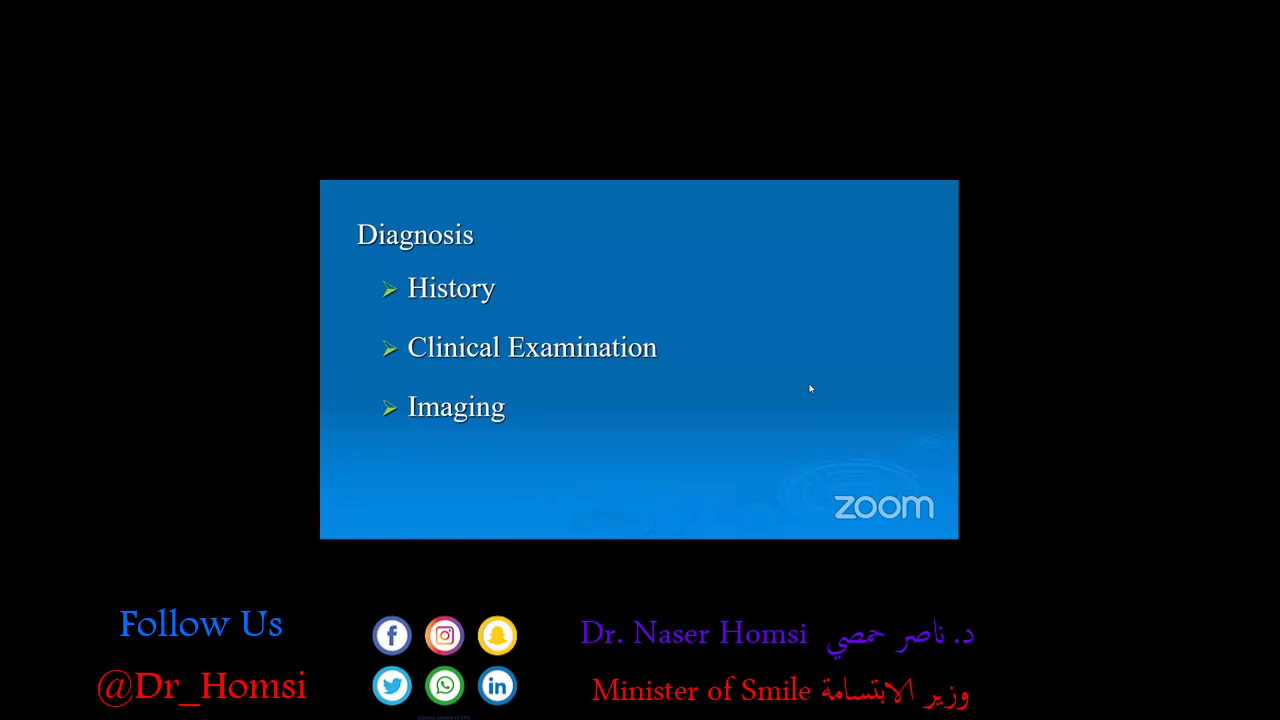 Diagnosis
History
Clinical Examination
Imaging
zoom
Follow Us
@Dr_Homsi
Dr. Naser Homsi د. ناصر حمصي
Minister of Smile وزير الابتسامة